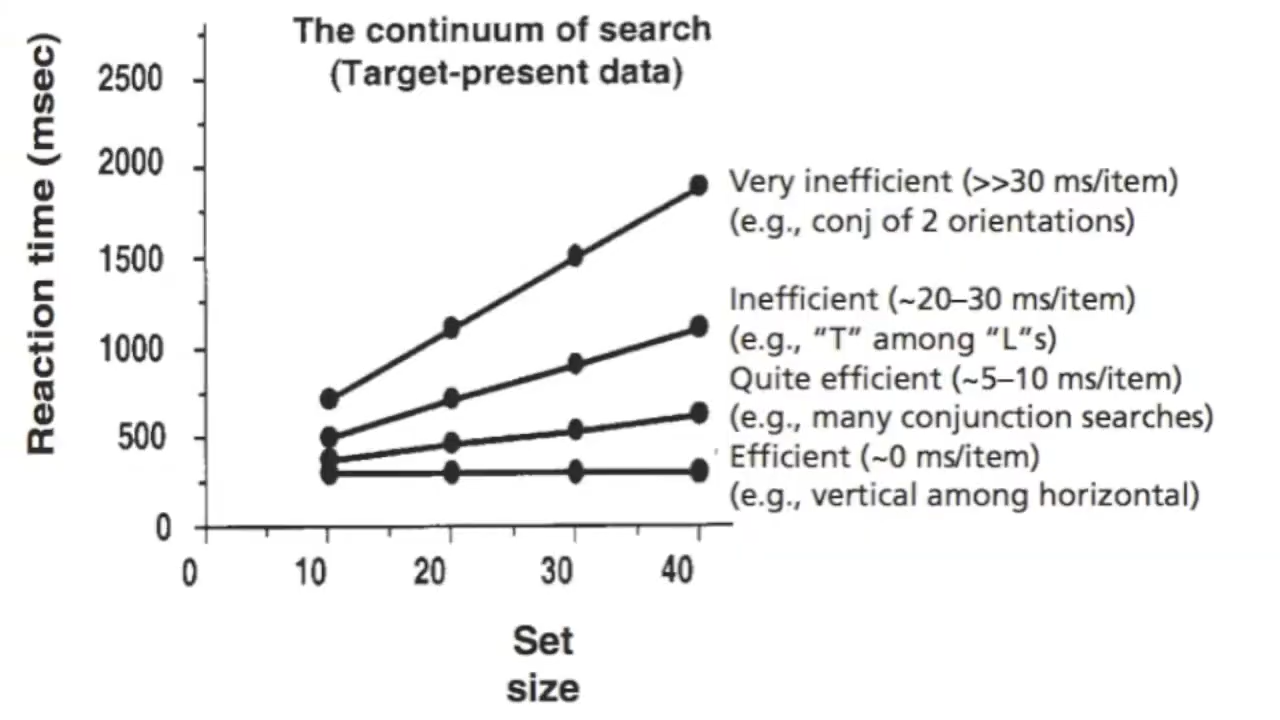 The continuum of search
(Target-present data)
Reaction time (msec)
2500
2000
1500
1000
500
0
Very inefficient (>>30 ms/item)
(e.g., conj of 2 orientations)
Inefficient (~20–30 ms/item)
(e.g., “T” among “L”s)
Quite efficient (~5–10 ms/item)
(e.g., many conjunction searches)
Efficient (~0 ms/item)
(e.g., vertical among horizontal)
0 10 20 30 40
Set
size